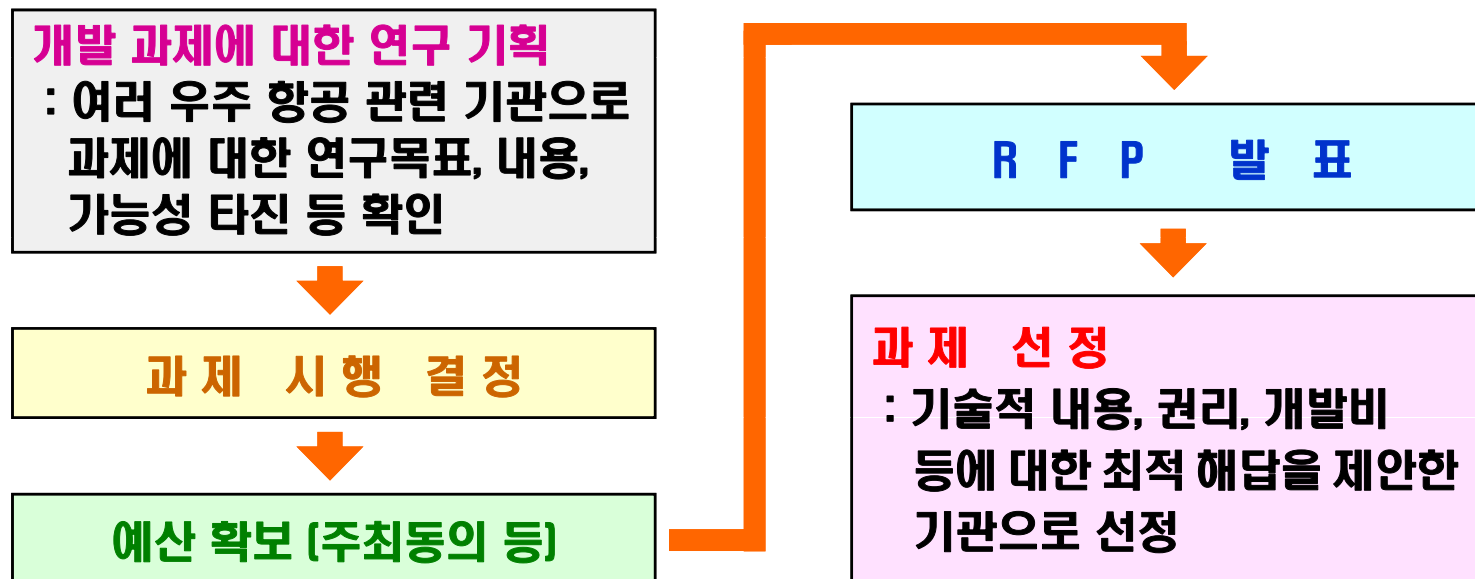 개발 과제에 대한 연구 기획
: 여러 우주 항공 관련 기관으로
과제에 대한 연구목표, 내용,
가능성 타진 등 확인
과 제 시 행 결 정
예산 확보 (주최동의 등)
R F P 발 표
과 제 선 정
: 기술적 내용, 권리, 개발비
등에 대한 최적 해답을 제안한
기관으로 선정